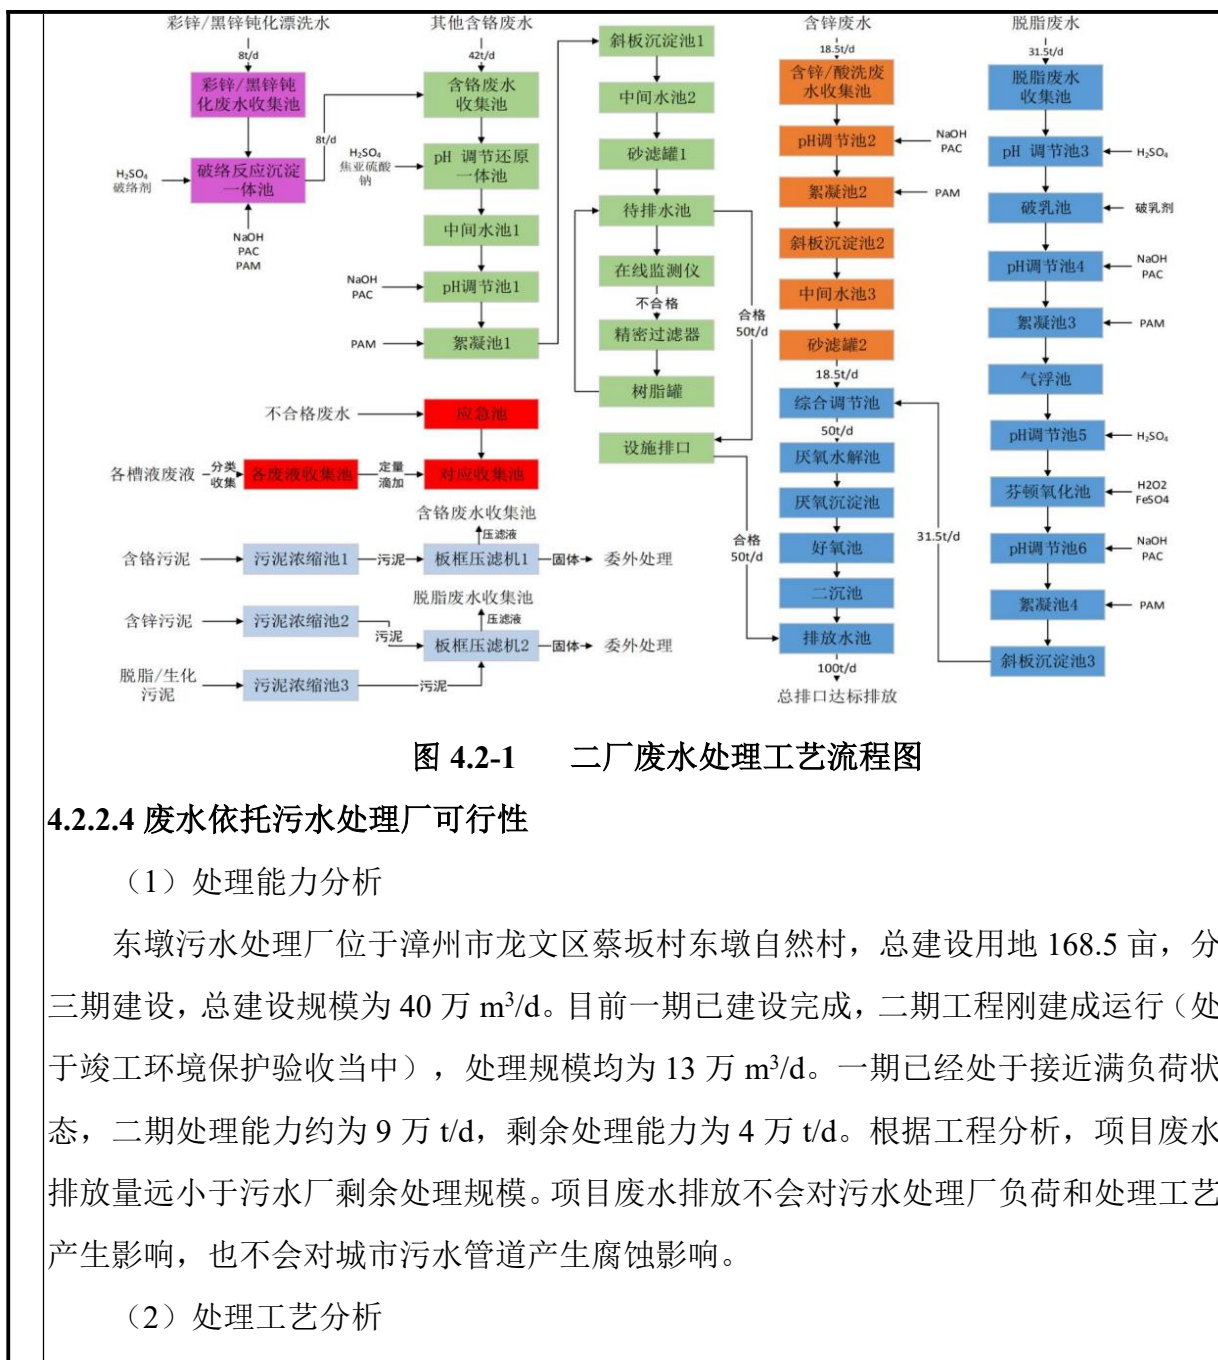 彩锌/黑锌钝化漂洗水
8t/d
彩锌/黑锌钝
化废水收集池
8t/d
H₂SO₄
破络剂
破络反应沉淀
一体池
NaOH
PAC
PAM
其他含铬废水
42t/d
含铬废水
收集池
H₂SO₄
焦亚硫酸
钠
pH 调节还原
一体池
中间水池1
NaOH
PAC
pH调节池1
PAM
絮凝池1
斜板沉淀池1
中间水池2
砂滤罐1
待排水池
在线监测仪
不合格
精密过滤器
树脂罐
合格
50t/d
设施排口
合格
50t/d
含锌废水
18.5t/d
含锌/酸洗废
水收集池
pH调节池2
NaOH
PAC
絮凝池2
PAM
斜板沉淀池2
中间水池3
砂滤罐2
18.5t/d
综合调节池
50t/d
厌氧水解池
厌氧沉淀池
好氧池
二沉池
排放水池
100t/d
总排口达标排放
脱脂废水
31.5t/d
脱脂废水
收集池
pH 调节池3
H₂SO₄
破乳池
破乳剂
pH调节池4
NaOH
PAC
絮凝池3
PAM
气浮池
pH调节池5
H₂SO₄
芬顿氧化池
H2O2
FeSO4
pH调节池6
NaOH
PAC
絮凝池4
PAM
斜板沉淀池3
31.5t/d
不合格废水
应急池
各槽液废液
分类
收集
各废液收集池
定量
滴加
对应收集池
含铬废水收集池
压滤液
含铬污泥
污泥浓缩池1
污泥
板框压滤机1
固体
委外处理
脱脂废水收集池
压滤液
含锌污泥
污泥浓缩池2
污泥
板框压滤机2
固体
委外处理
脱脂/生化
污泥
污泥浓缩池3
污泥
图 4.2-1 二厂废水处理工艺流程图
4.2.2.4 废水依托污水处理厂可行性
（1）处理能力分析
东墩污水处理厂位于漳州市龙文区蔡坂村东墩自然村，总建设用地 168.5 亩，分
三期建设，总建设规模为 40 万 m³/d。目前一期已建设完成，二期工程刚建成运行（处
于竣工环境保护验收当中），处理规模均为 13 万 m³/d。一期已经处于接近满负荷状
态，二期处理能力约为 9 万 t/d，剩余处理能力为 4 万 t/d。根据工程分析，项目废水
排放量远小于污水厂剩余处理规模。项目废水排放不会对污水处理厂负荷和处理工艺
产生影响，也不会对城市污水管道产生腐蚀影响。
（2）处理工艺分析